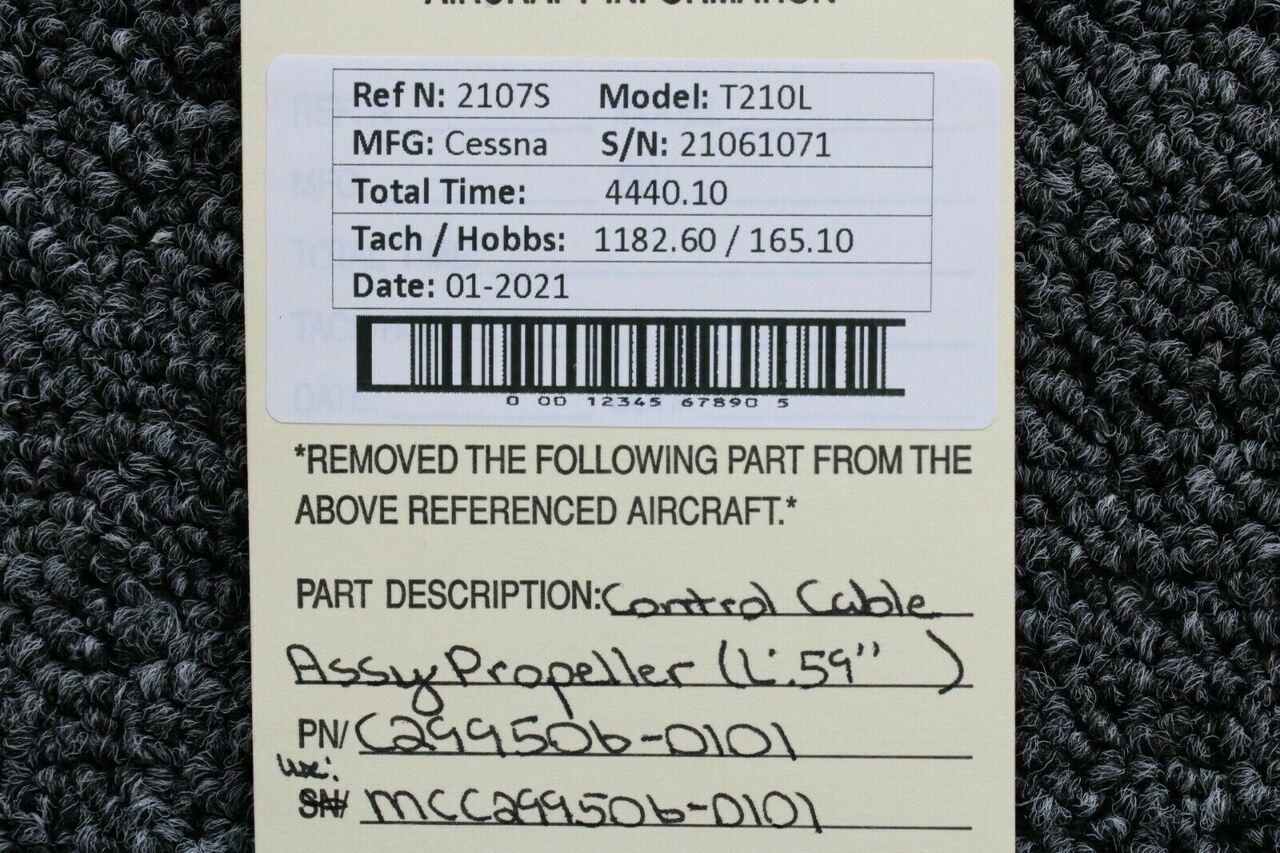 AIRCRAFT INFORMATION
Ref N: 2107S Model: T210L
MFG: Cessna S/N: 21061071
Total Time: 4440.10
Tach / Hobbs: 1182.60 / 165.10
Date: 01-2021
0 00 12345 67890 5
*REMOVED THE FOLLOWING PART FROM THE
ABOVE REFERENCED AIRCRAFT.*
PART DESCRIPTION: Control Cable
Assy Propeller (L: 59" )
PN/ C299506-0101
SN/ MCC299506-0101